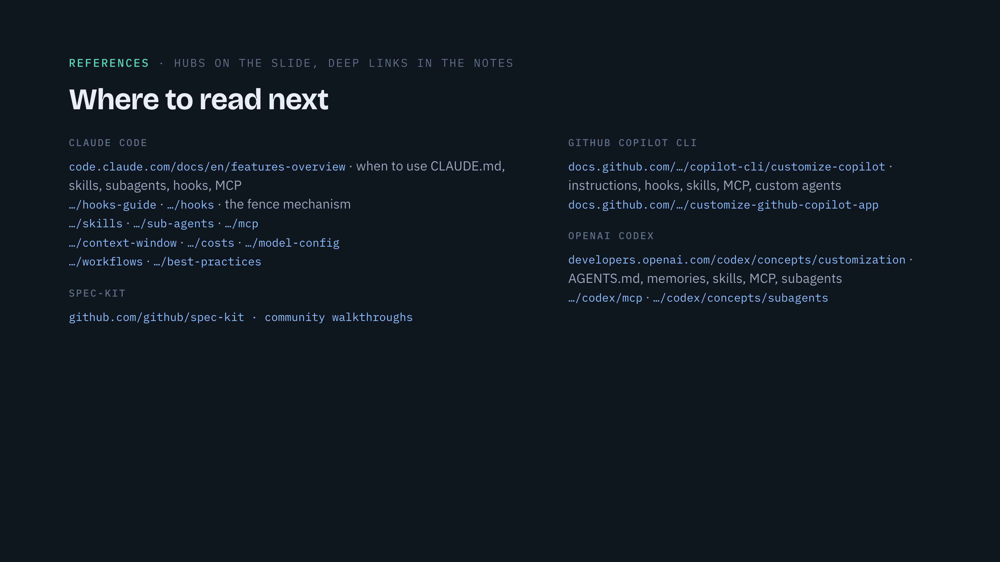 REFERENCES · HUBS ON THE SLIDE, DEEP LINKS IN THE NOTES
Where to read next
CLAUDE CODE
code.claude.com/docs/en/features-overview · when to use CLAUDE.md,
skills, subagents, hooks, MCP
…/hooks-guide · …/hooks · the fence mechanism
…/skills · …/sub-agents · …/mcp
…/context-window · …/costs · …/model-config
…/workflows · …/best-practices
SPEC-KIT
github.com/github/spec-kit · community walkthroughs
GITHUB COPILOT CLI
docs.github.com/…/copilot-cli/customize-copilot ·
instructions, hooks, skills, MCP, custom agents
docs.github.com/…/customize-github-copilot-app
OPENAI CODEX
developers.openai.com/codex/concepts/customization ·
AGENTS.md, memories, skills, MCP, subagents
…/codex/mcp · …/codex/concepts/subagents